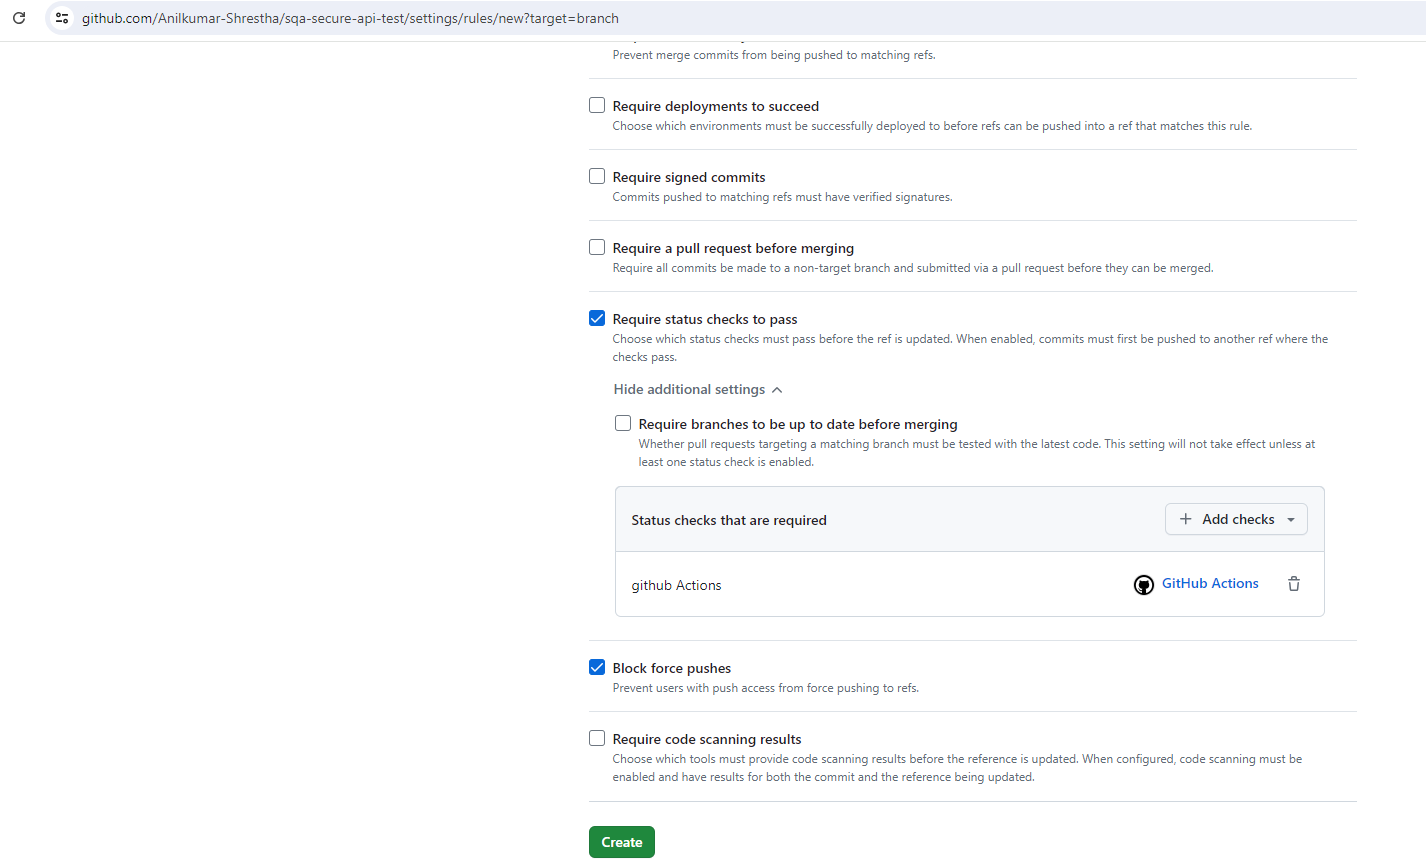 github.com/Anilkumar-Shrestha/sqa-secure-api-test/settings/rules/new?target=branch
Prevent merge commits from being pushed to matching refs.
Require deployments to succeed
Choose which environments must be successfully deployed to before refs can be pushed into a ref that matches this rule.
Require signed commits
Commits pushed to matching refs must have verified signatures.
Require a pull request before merging
Require all commits be made to a non-target branch and submitted via a pull request before they can be merged.
Require status checks to pass
Choose which status checks must pass before the ref is updated. When enabled, commits must first be pushed to another ref where the
checks pass.
Hide additional settings
Require branches to be up to date before merging
Whether pull requests targeting a matching branch must be tested with the latest code. This setting will not take effect unless at
least one status check is enabled.
Status checks that are required
Add checks
github Actions
GitHub Actions
Block force pushes
Prevent users with push access from force pushing to refs.
Require code scanning results
Choose which tools must provide code scanning results before the reference is updated. When configured, code scanning must be
enabled and have results for both the commit and the reference being updated.
Create